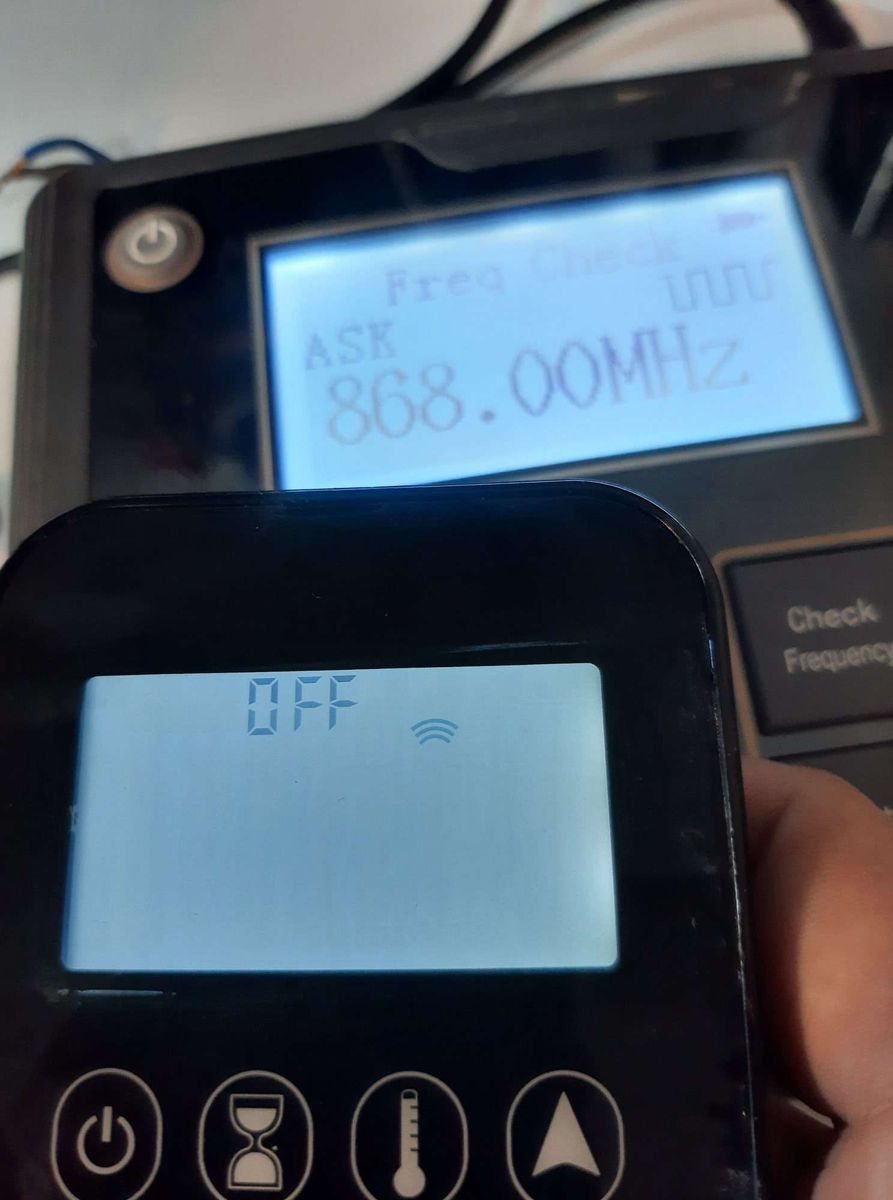 Freq Check
ASK
868.00MHz
Check
Frequency
OFF